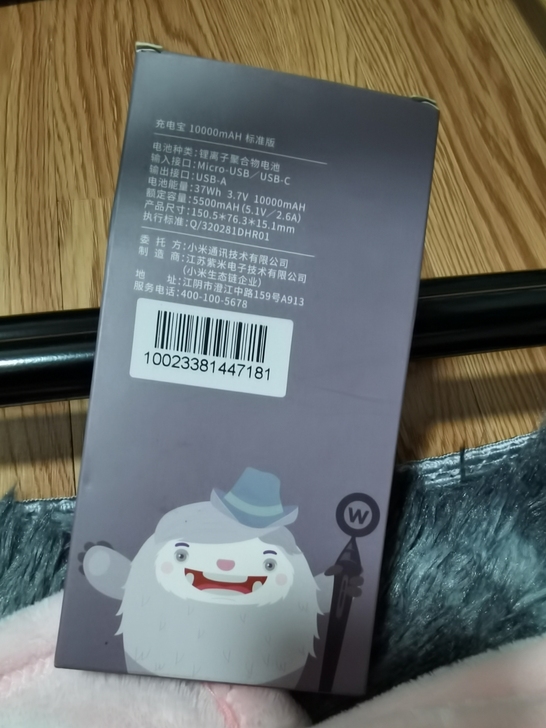 充电宝 10000mAH 标准版
电池种类:锂离子聚合物电池
输入接口:Micro-USB／USB-C
输出接口:USB-A
电池能量:37Wh 3.7V 10000mAH
额定容量:5500mAH(5.1V／2.6A)
产品尺寸:150.5*76.3*15.1mm
执行标准:Q/320281DHR01
委 托 方:小米通讯技术有限公司
制 造 商:江苏紫米电子技术有限公司
(小米生态链企业)
地 址:江阴市澄江中路159号A913
服务电话:400-100-5678
10023381447181
W